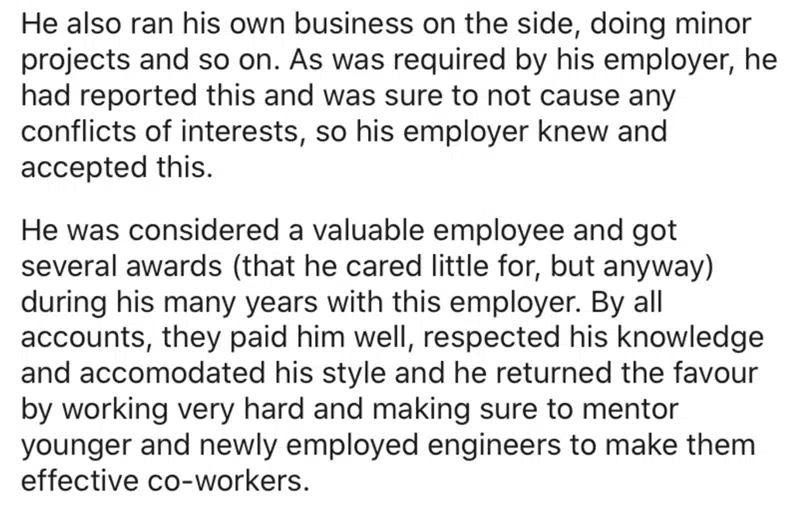 He also ran his own business on the side, doing minor
projects and so on. As was required by his employer, he
had reported this and was sure to not cause any
conflicts of interests, so his employer knew and
accepted this.
He was considered a valuable employee and got
several awards (that he cared little for, but anyway)
during his many years with this employer. By all
accounts, they paid him well, respected his knowledge
and accomodated his style and he returned the favour
by working very hard and making sure to mentor
younger and newly employed engineers to make them
effective co-workers.